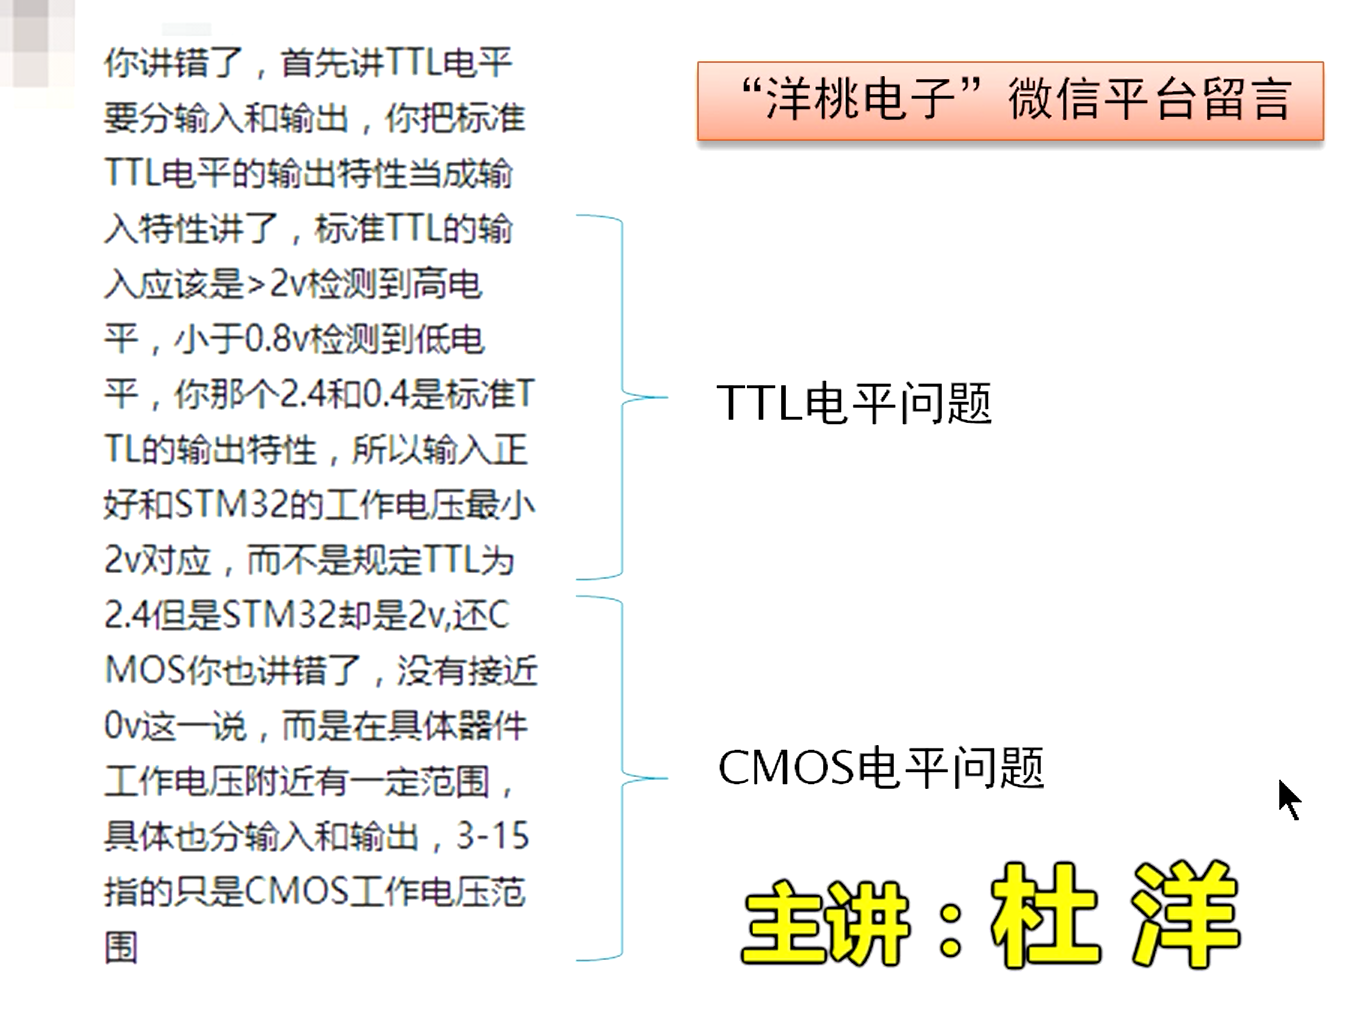 你讲错了，首先讲TTL电平
要分输入和输出，你把标准
TTL电平的输出特性当成输
入特性讲了，标准TTL的输
入应该是>2v检测到高电
平，小于0.8v检测到低电
平，你那个2.4和0.4是标准T
TL的输出特性，所以输入正
好和STM32的工作电压最小
2v对应，而不是规定TTL为
2.4但是STM32却是2v,还C
MOS你也讲错了，没有接近
0v这一说，而是在具体器件
工作电压附近有一定范围，
具体也分输入和输出，3-15
指的只是CMOS工作电压范
围
“洋桃电子”微信平台留言
TTL电平问题
CMOS电平问题
主讲：杜 洋